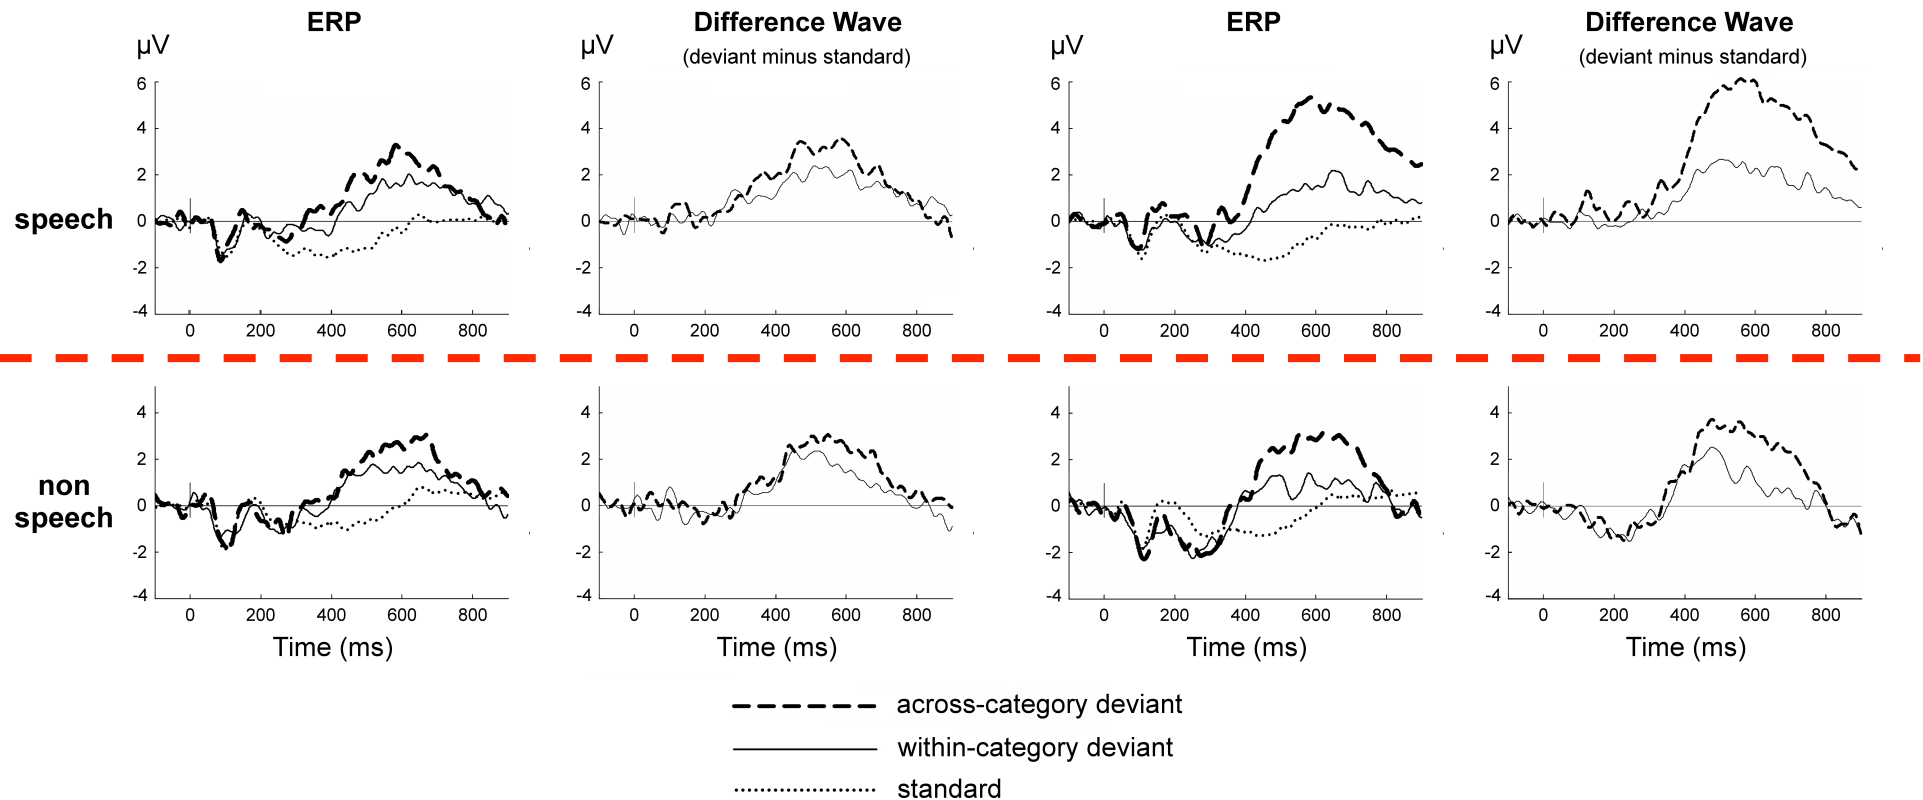 ERP
Difference Wave
ERP
Difference Wave
µV
µV
(deviant minus standard)
µV
µV
(deviant minus standard)
6
4
2
0
-2
-4
0 200 400 600 800
6
4
2
0
-2
-4
0 200 400 600 800
6
4
2
0
-2
-4
0 200 400 600 800
6
4
2
0
-2
-4
0 200 400 600 800
speech
4
2
0
-2
-4
0 200 400 600 800
Time (ms)
4
2
0
-2
-4
0 200 400 600 800
Time (ms)
4
2
0
-2
-4
0 200 400 600 800
Time (ms)
4
2
0
-2
-4
0 200 400 600 800
Time (ms)
non
speech
across-category deviant
within-category deviant
standard